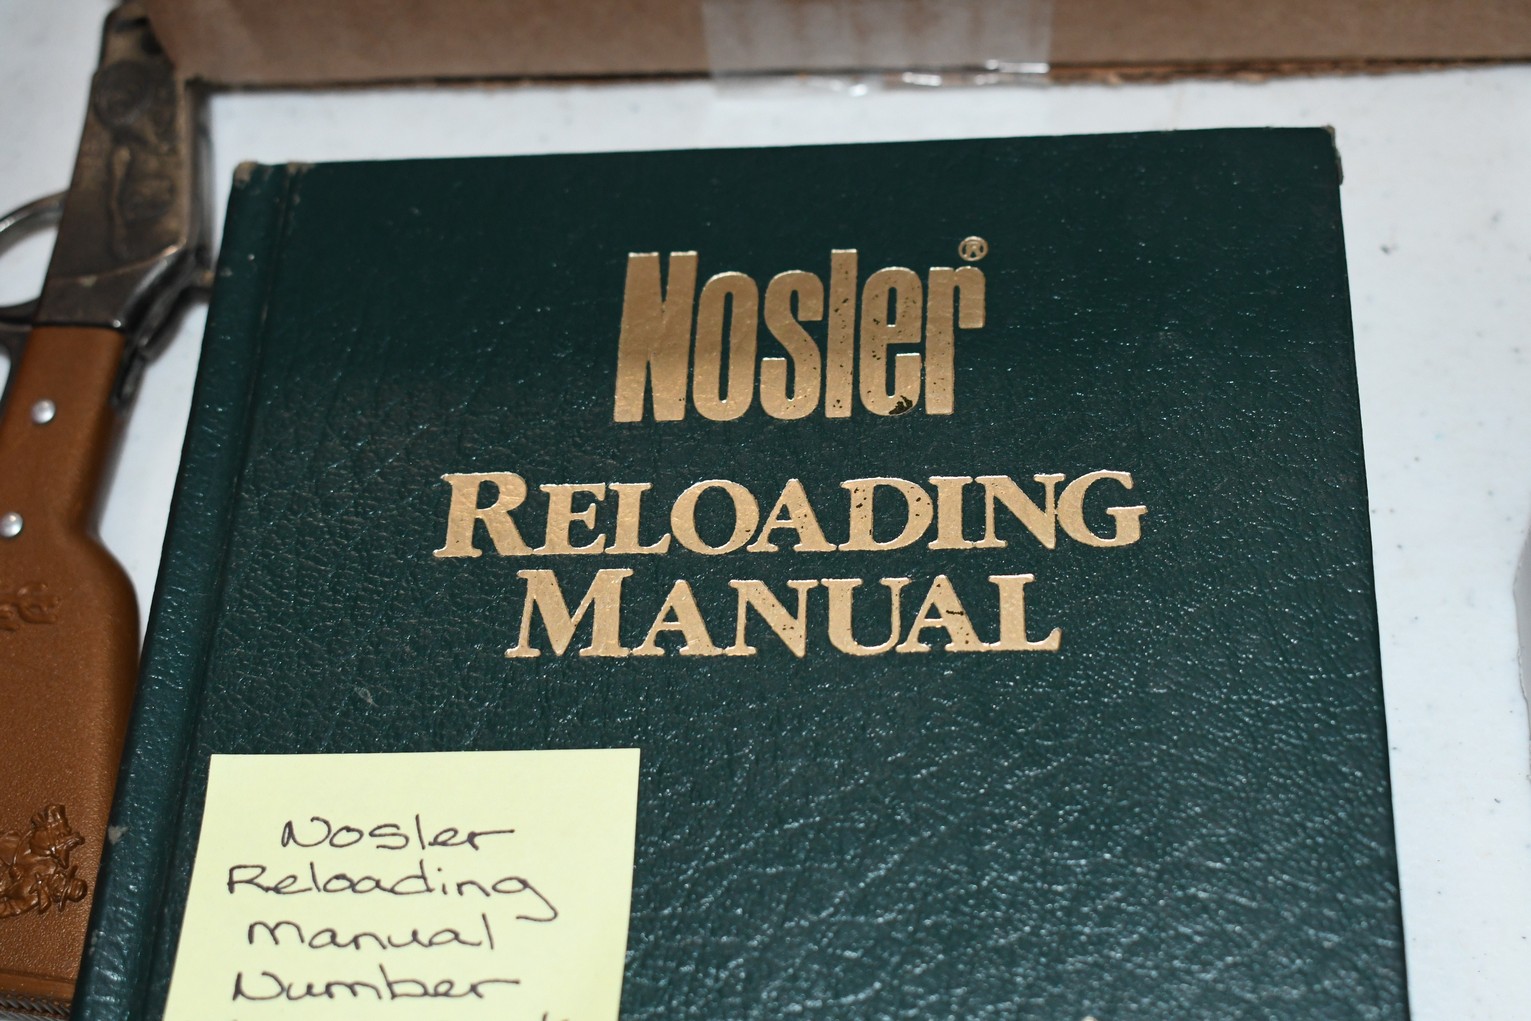 Nosler®
RELOADING
MANUAL
Nosler
Reloading
Manual
Number